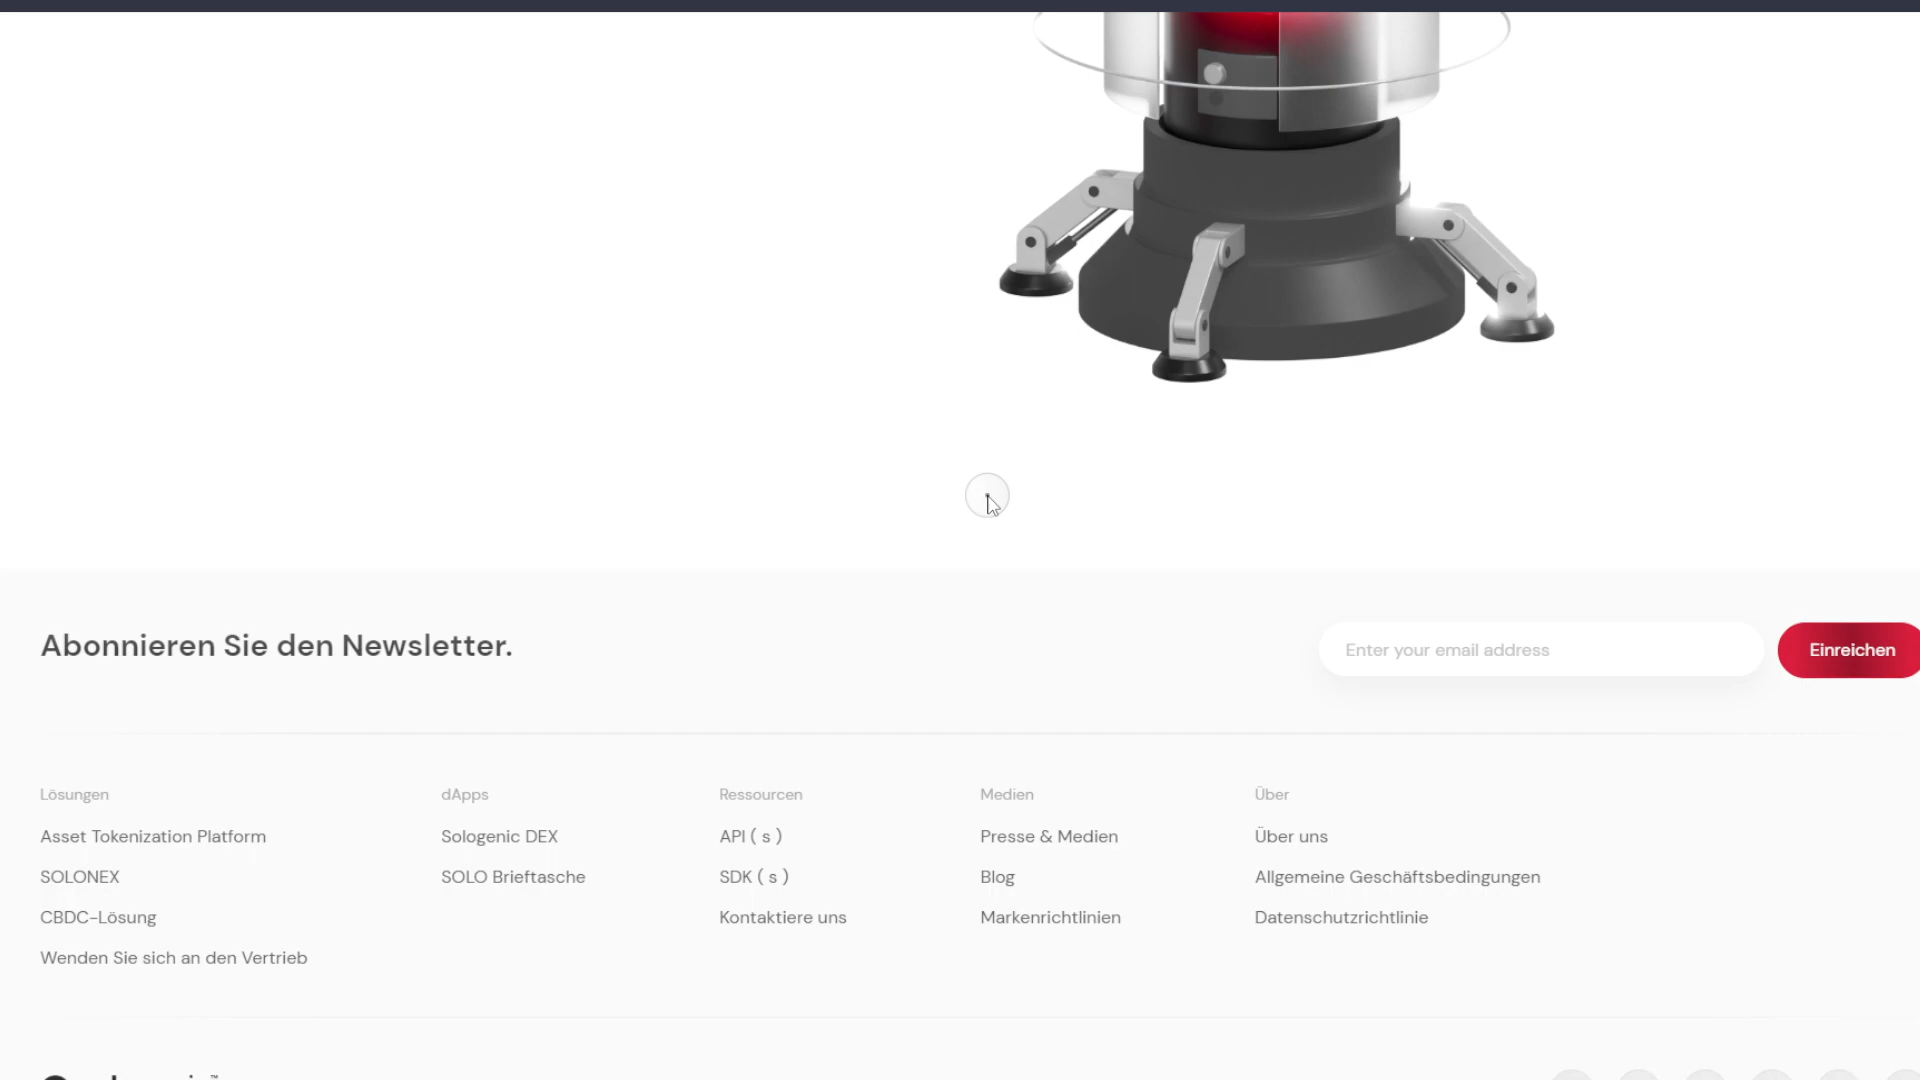 Abonnieren Sie den Newsletter.
Enter your email address
Einreichen
Lösungen
Asset Tokenization Platform
SOLONEX
CBDC-Lösung
Wenden Sie sich an den Vertrieb
dApps
Sologenic DEX
SOLO Brieftasche
Ressourcen
API ( s )
SDK ( s )
Kontaktiere uns
Medien
Presse & Medien
Blog
Markenrichtlinien
Über
Über uns
Allgemeine Geschäftsbedingungen
Datenschutzrichtlinie